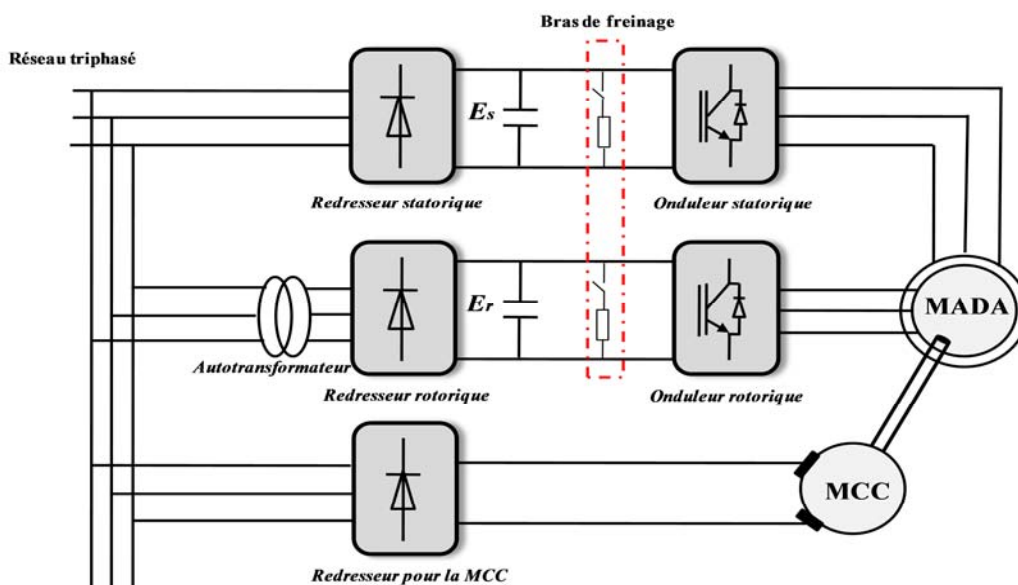 Bras de freinage
Réseau triphasé
Es
Redresseur statorique
Onduleur statorique
Er
MADA
Autotransformateur
Redresseur rotorique
Onduleur rotorique
MCC
Redresseur pour la MCC